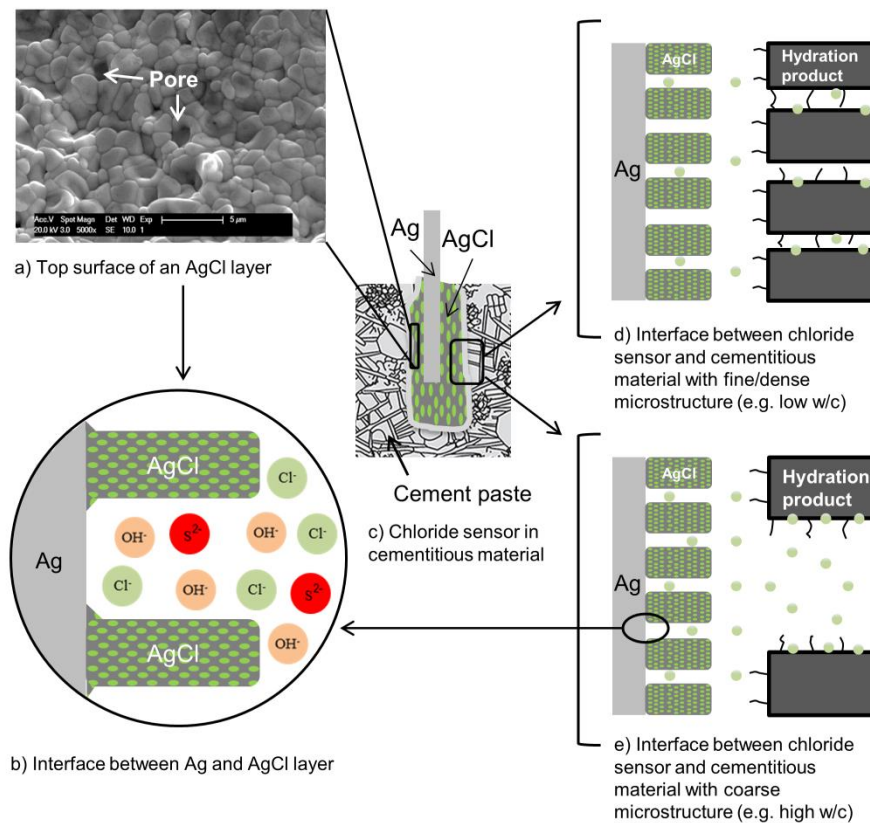 Pore
Acc.V Spot Magn Det WD Exp
20.0 kV 3.0 5000x SE 10.0 1
5 µm
a) Top surface of an AgCl layer
Ag
AgCl
Cement paste
c) Chloride sensor in
cementitious material
AgCl
Ag
Hydration
product
d) Interface between chloride
sensor and cementitious
material with fine/dense
microstructure (e.g. low w/c)
AgCl
Cl-
OH-
S2-
OH-
Cl-
Ag
Cl-
OH-
Cl-
S2-
OH-
AgCl
b) Interface between Ag and AgCl layer
AgCl
Ag
Hydration
product
e) Interface between chloride
sensor and cementitious
material with coarse
microstructure (e.g. high w/c)